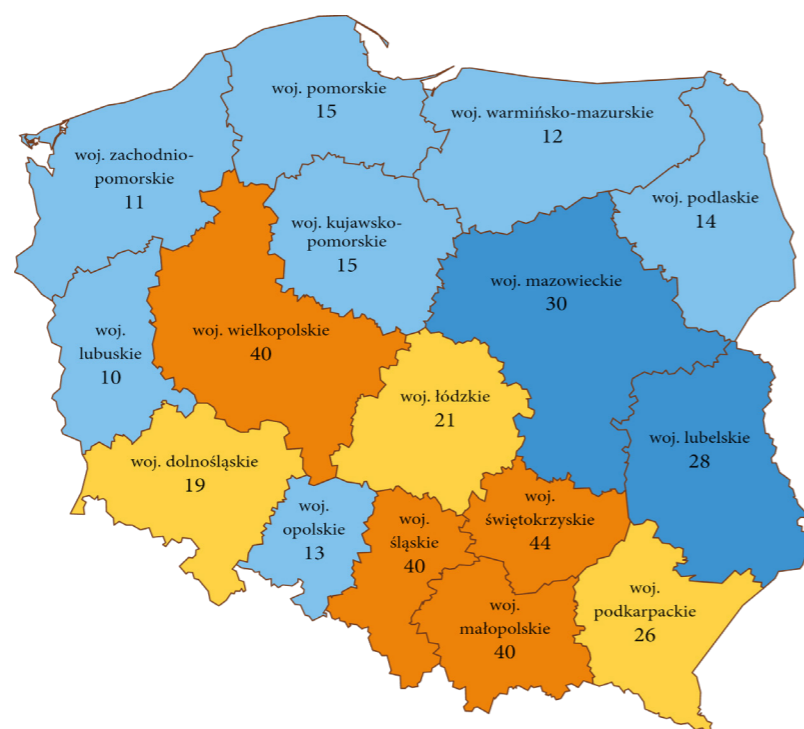 woj. pomorskie
15
woj. warmińsko-mazurskie
12
woj. zachodnio-
pomorskie
11
woj. podlaskie
14
woj. kujawsko-
pomorskie
15
woj. mazowieckie
30
woj. wielkopolskie
40
woj.
lubuskie
10
woj. łódzkie
21
woj. lubelskie
28
woj. dolnośląskie
19
woj.
opolskie
13
woj.
śląskie
40
woj.
świętokrzyskie
44
woj.
małopolskie
40
woj.
podkarpackie
26